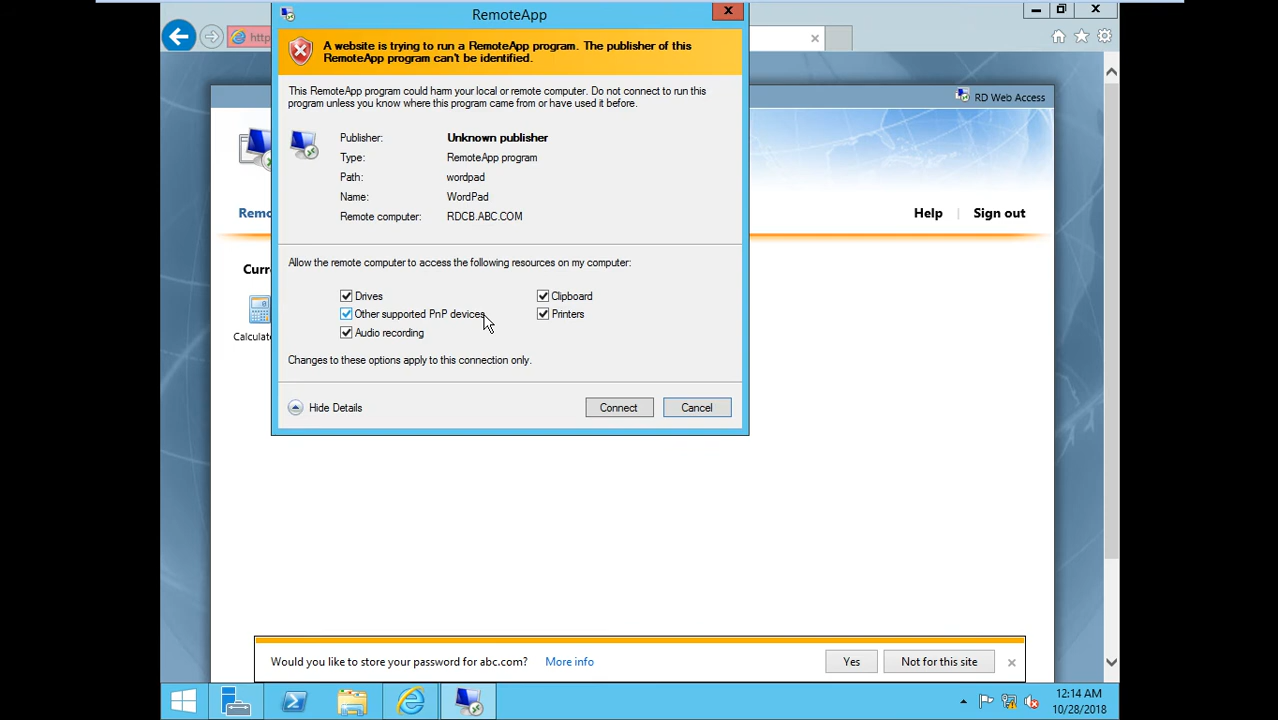 RemoteApp
A website is trying to run a RemoteApp program. The publisher of this
RemoteApp program can't be identified.
This RemoteApp program could harm your local or remote computer. Do not connect to run this
program unless you know where this program came from or have used it before.
Publisher: Unknown publisher
Type: RemoteApp program
Path: wordpad
Name: WordPad
Remote computer: RDCB.ABC.COM
Allow the remote computer to access the following resources on my computer:
Drives Clipboard
Other supported PnP devices Printers
Audio recording
Changes to these options apply to this connection only.
Hide Details Connect Cancel
http
RD Web Access
Remo
Help | Sign out
Curr
Calculat
Would you like to store your password for abc.com? More info Yes Not for this site
12:14 AM
10/28/2018